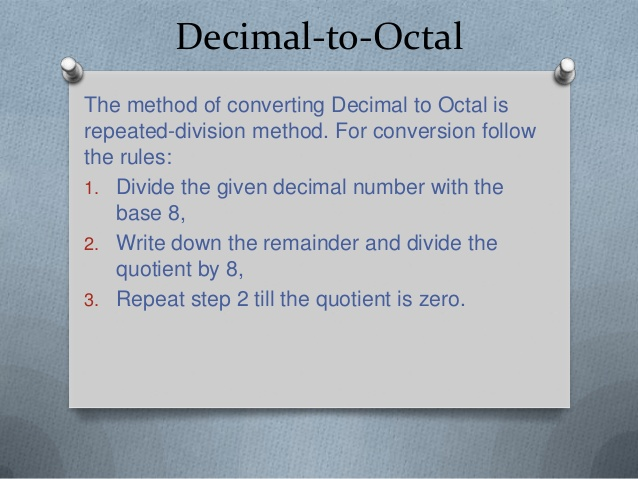 Decimal-to-Octal
The method of converting Decimal to Octal is
repeated-division method. For conversion follow
the rules:
1. Divide the given decimal number with the
base 8,
2. Write down the remainder and divide the
quotient by 8,
3. Repeat step 2 till the quotient is zero.